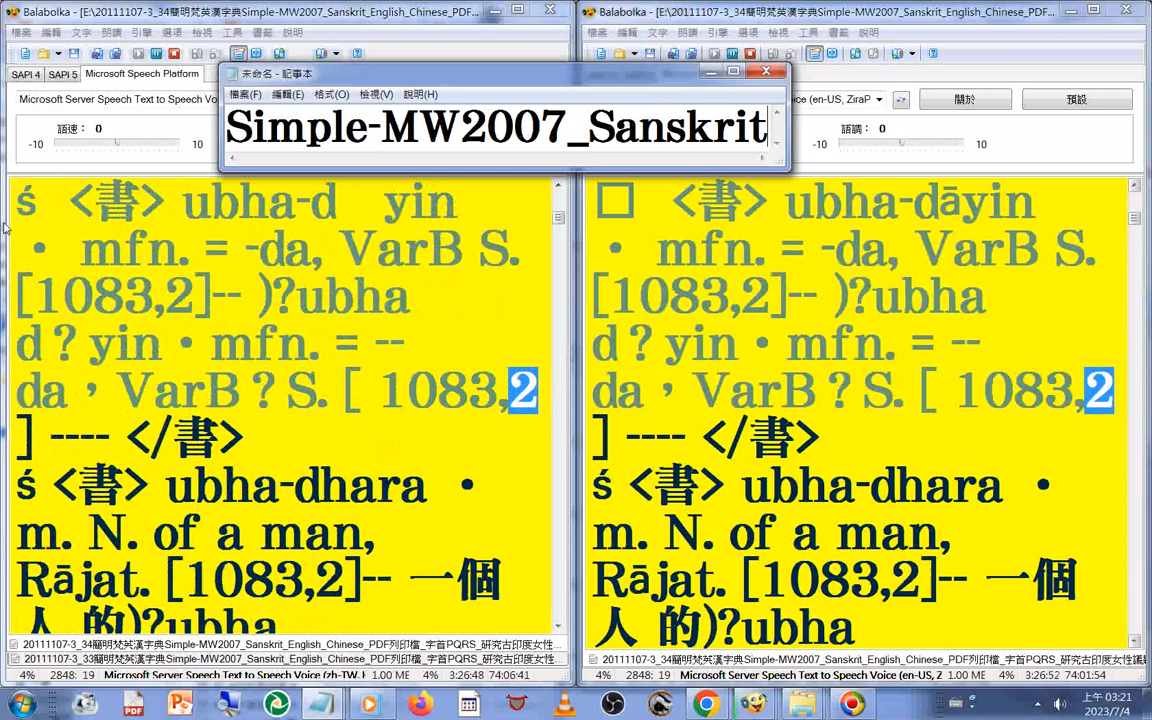 Balabolka - [E:\20111107-3_34簡明梵英漢字典Simple-MW2007_Sanskrit_English_Chinese_PDF...
檔案 編輯 文字 朗讀 引擎 選項 檢視 工具 書籤 說明
SAPI 4 SAPI 5 Microsoft Speech Platform
Microsoft Server Speech Text to Speech Vo
語速： 0
-10 10
ś <書> ubha-d yin
• mfn. = -da, VarB S.
[1083,2]-- )?ubha
d？yin•mfn. = --
da，VarB？S. [ 1083,2
] ---- </書>
ś <書> ubha-dhara •
m. N. of a man,
Rājat. [1083,2]-- 一個
人 的)?ubha
20111107-3_34簡明梵英漢字典Simple-MW2007_Sanskrit_English_Chinese_PDF列印檔_字首PQRS_研究古印度女性...
20111107-3_33簡明梵英漢字典Simple-MW2007_Sanskrit_English_Chinese_PDF列印檔_字首PQRS_研究古印度女性...
4% 2848: 19 Microsoft Server Speech Text to Speech Voice (zh-TW, 1.00 ME 4% 3:26:48 74:06:41
未命名 - 記事本
檔案(F) 編輯(E) 格式(O) 檢視(V) 說明(H)
Simple-MW2007_Sanskrit
Balabolka - [E:\20111107-3_34簡明梵英漢字典Simple-MW2007_Sanskrit_English_Chinese_PDF...
檔案 編輯 文字 朗讀 引擎 選項 檢視 工具 書籤 說明
ice (en-US, ZiraP 關於 預設
語調： 0
-10 10
□ <書> ubha-dāyin
• mfn. = -da, VarB S.
[1083,2]-- )?ubha
d？yin•mfn. = --
da，VarB？S. [ 1083,2
] ---- </書>
ś <書> ubha-dhara •
m. N. of a man,
Rājat. [1083,2]-- 一個
人 的)?ubha
20111107-3_34簡明梵英漢字典Simple-MW2007_Sanskrit_English_Chinese_PDF列印檔_字首PQRS_研究古印度女性議
4% 2848: 19 Microsoft Server Speech Text to Speech Voice (en-US, Z 1.00 ME 4% 3:26:52 74:01:54
上午 03:21
2023/7/4